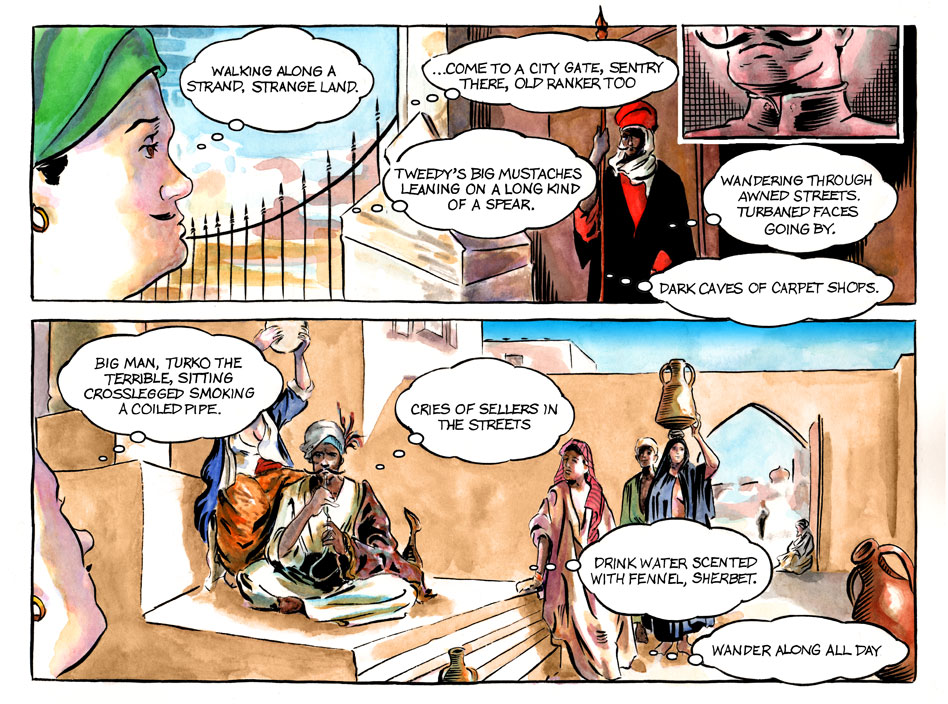 WALKING ALONG A
STRAND, STRANGE LAND.
...COME TO A CITY GATE, SENTRY
THERE, OLD RANKER TOO
TWEEDY'S BIG MUSTACHES
LEANING ON A LONG KIND
OF A SPEAR.
WANDERING THROUGH
AWNED STREETS.
TURBANED FACES
GOING BY.
DARK CAVES OF CARPET SHOPS.
BIG MAN, TURKO THE
TERRIBLE, SITTING
CROSSLEGGED SMOKING
A COILED PIPE.
CRIES OF SELLERS IN
THE STREETS
DRINK WATER SCENTED
WITH FENNEL, SHERBET.
WANDER ALONG ALL DAY